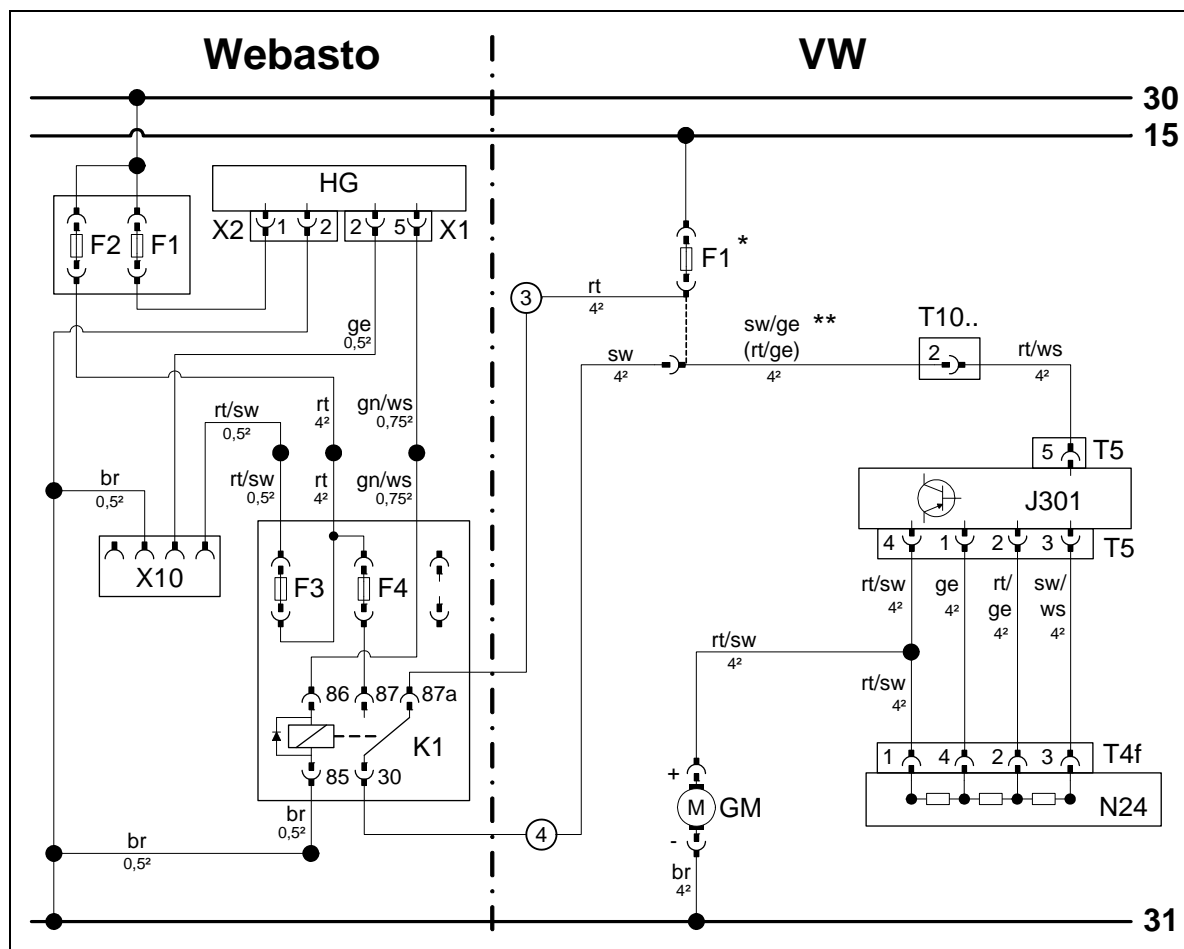 Webasto
VW
30
15
HG
X2
1
2
2
5
X1
F2
F1
F1 *
3
rt
4²
ge
0,5²
sw/ge **
(rt/ge)
4²
T10..
2
sw
4²
rt/ws
4²
rt/sw
0,5²
rt
4²
gn/ws
0,75²
5
T5
br
0,5²
rt/sw
0,5²
rt
4²
gn/ws
0,75²
J301
4
1
2
3
T5
X10
F3
F4
rt/sw
4²
ge
4²
rt/
ge
4²
sw/
ws
4²
rt/sw
4²
rt/sw
4²
86
87
87a
K1
85
30
1
4
2
3
T4f
+
M
GM
-
N24
br
0,5²
4
br
0,5²
br
4²
31